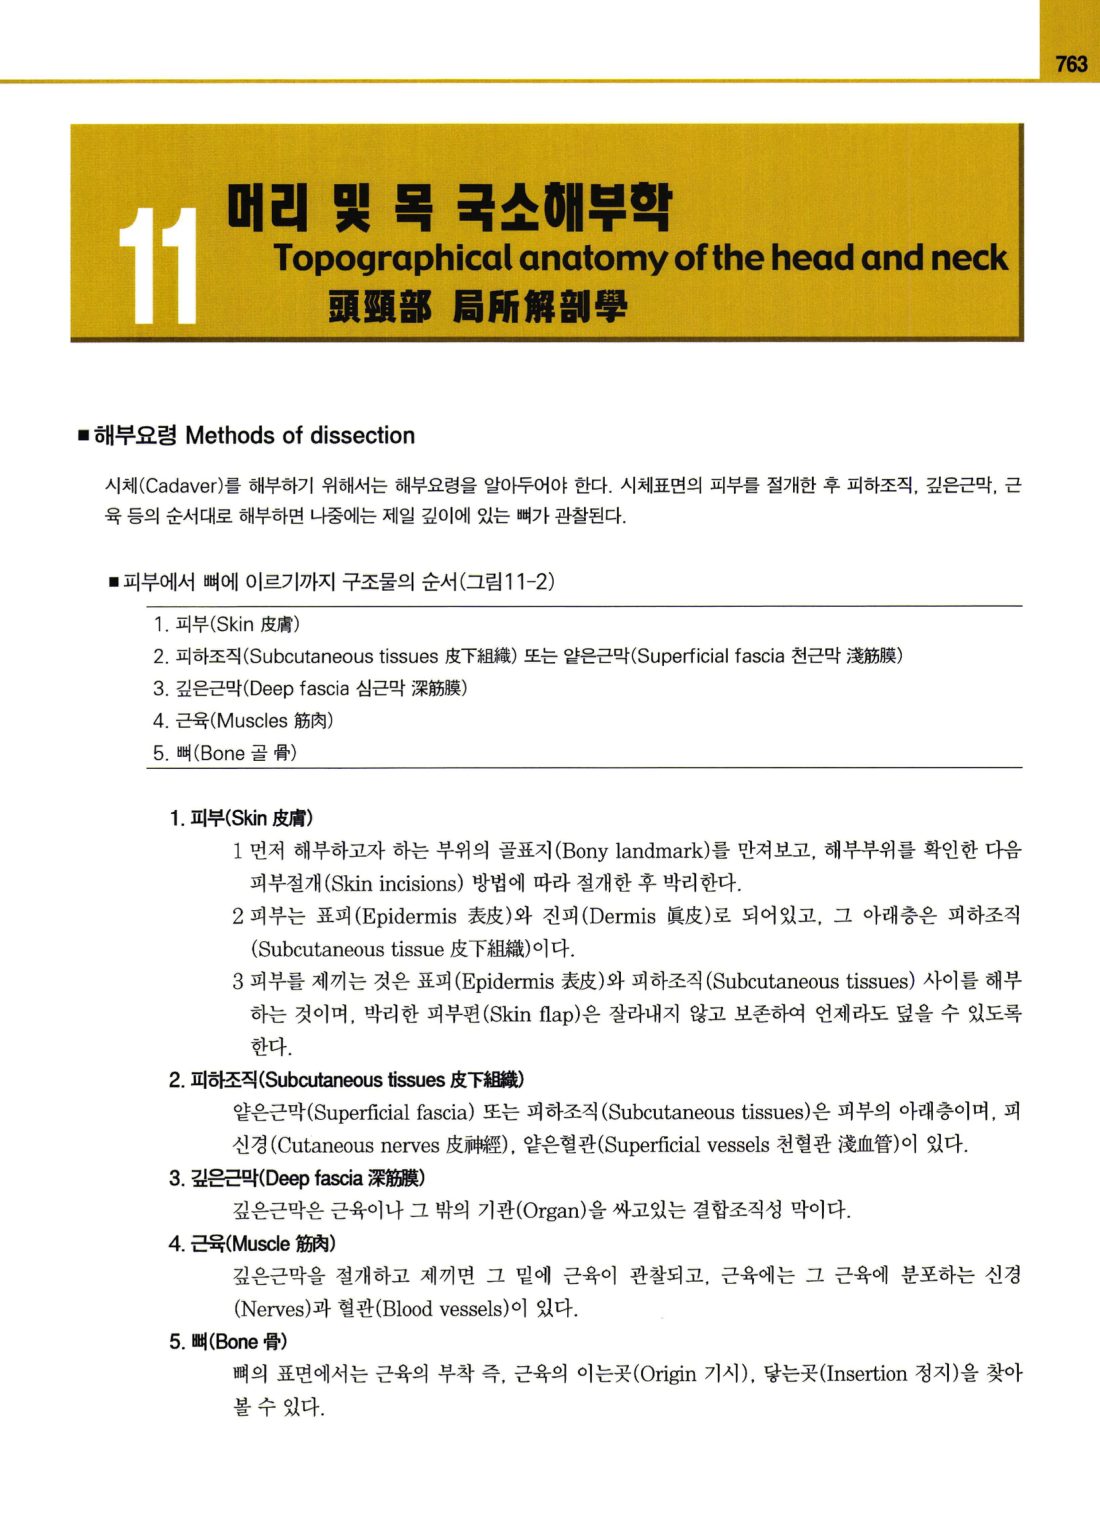 763
11
머리 및 목 국소해부학
Topographical anatomy of the head and neck
頭頸部 局所解剖學
■ 해부요령 Methods of dissection
시체(Cadaver)를 해부하기 위해서는 해부요령을 알아두어야 한다. 시체표면의 피부를 절개한 후 피하조직, 깊은근막, 근
육 등의 순서대로 해부하면 나중에는 제일 깊이에 있는 뼈가 관찰된다.
■ 피부에서 뼈에 이르기까지 구조물의 순서(그림11-2)
1. 피부(Skin 皮膚)
2. 피하조직(Subcutaneous tissues 皮下組織) 또는 얕은근막(Superficial fascia 천근막 淺筋膜)
3. 깊은근막(Deep fascia 심근막 深筋膜)
4. 근육(Muscles 筋肉)
5. 뼈(Bone 골 骨)
1. 피부(Skin 皮膚)
1 먼저 해부하고자 하는 부위의 골표지(Bony landmark)를 만져보고, 해부부위를 확인한 다음
피부절개(Skin incisions) 방법에 따라 절개한 후 박리한다.
2 피부는 표피(Epidermis 表皮)와 진피(Dermis 眞皮)로 되어있고, 그 아래층은 피하조직
(Subcutaneous tissue 皮下組織)이다.
3 피부를 제끼는 것은 표피(Epidermis 表皮)와 피하조직(Subcutaneous tissues) 사이를 해부
하는 것이며, 박리한 피부편(Skin flap)은 잘라내지 않고 보존하여 언제라도 덮을 수 있도록
한다.
2. 피하조직(Subcutaneous tissues 皮下組織)
얕은근막(Superficial fascia) 또는 피하조직(Subcutaneous tissues)은 피부의 아래층이며, 피
신경(Cutaneous nerves 皮神經), 얕은혈관(Superficial vessels 천혈관 淺血管)이 있다.
3. 깊은근막(Deep fascia 深筋膜)
깊은근막은 근육이나 그 밖의 기관(Organ)을 싸고있는 결합조직성 막이다.
4. 근육(Muscle 筋肉)
깊은근막을 절개하고 제끼면 그 밑에 근육이 관찰되고, 근육에는 그 근육에 분포하는 신경
(Nerves)과 혈관(Blood vessels)이 있다.
5. 뼈(Bone 骨)
뼈의 표면에서는 근육의 부착 즉, 근육의 이는곳(Origin 기시), 닿는곳(Insertion 정지)을 찾아
볼 수 있다.